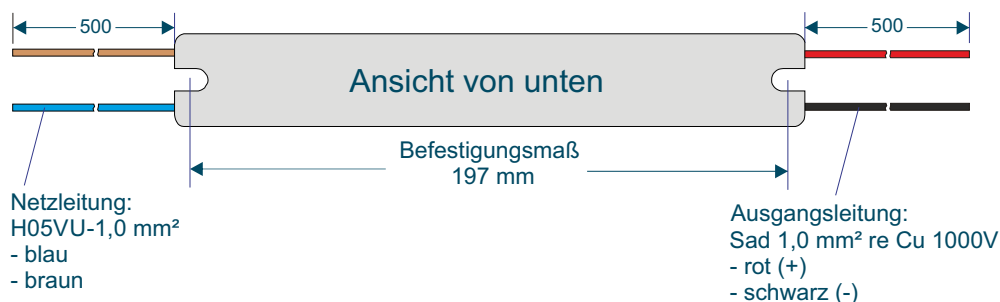 500
500
Ansicht von unten
Befestigungsmaß
197 mm
Netzleitung:
H05VU-1,0 mm²
- blau
- braun
Ausgangsleitung:
Sad 1,0 mm² re Cu 1000V
- rot (+)
- schwarz (-)